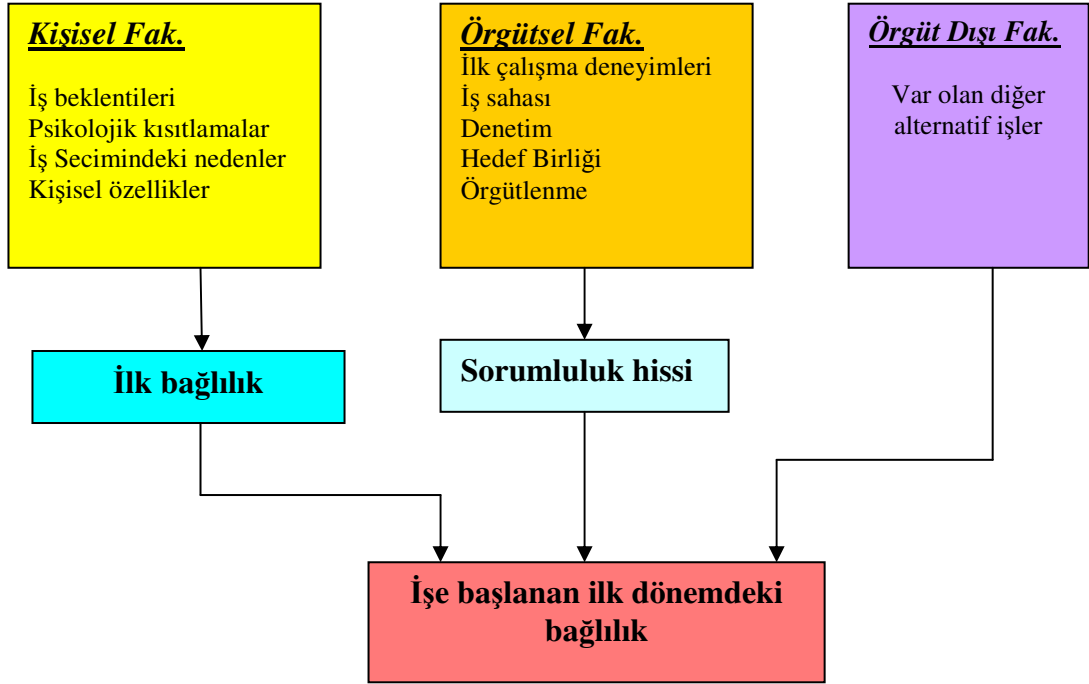 Kişisel Fak.
İş beklentileri
Psikolojik kısıtlamalar
İş Secimindeki nedenler
Kişisel özellikler
Örgütsel Fak.
İlk çalışma deneyimleri
İş sahası
Denetim
Hedef Birliği
Örgütlenme
Örgüt Dışı Fak.
Var olan diğer
alternatif işler
İlk bağlılık
Sorumluluk hissi
İşe başlanan ilk dönemdeki
bağlılık